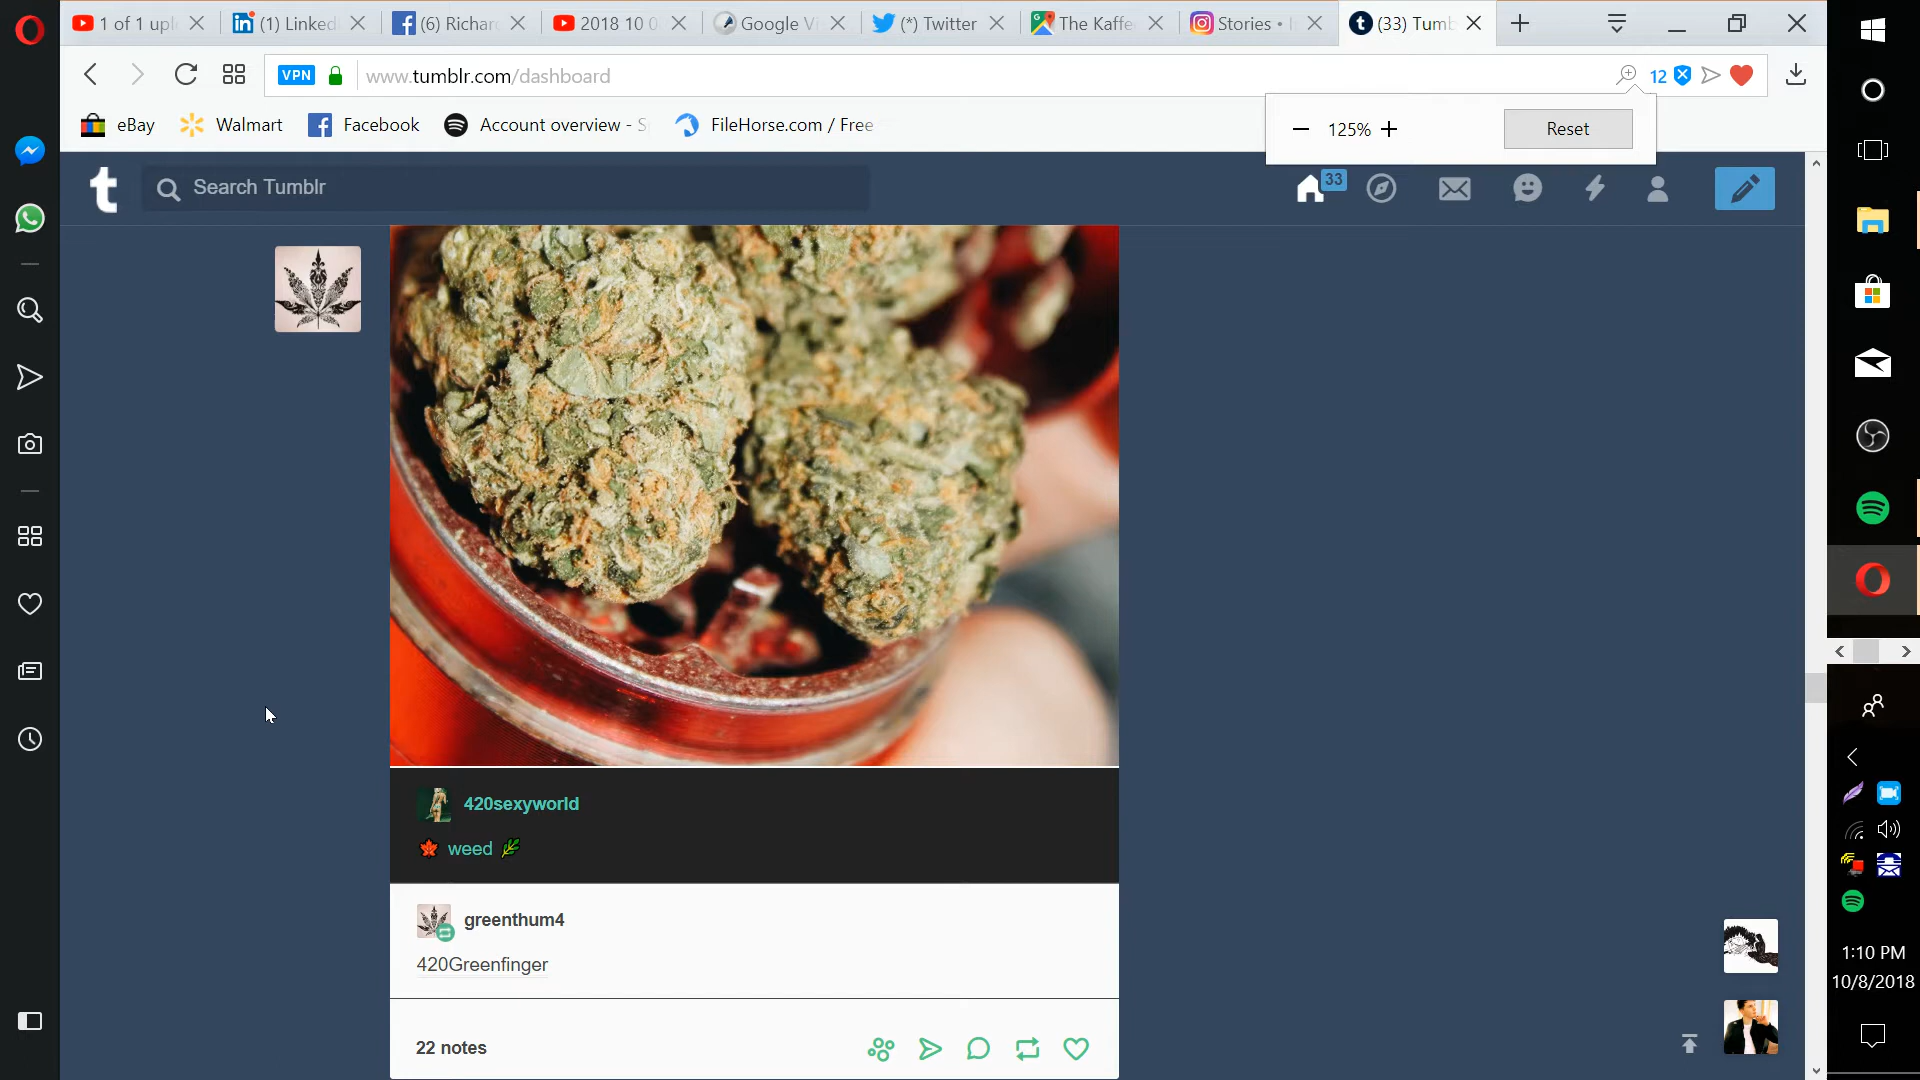 1 of 1 upl
(1) Linked
(6) Richar
2018 10 0
Google Vi
(*) Twitter
The Kaffe
Stories • I
(33) Tumb
VPN
www.tumblr.com/dashboard
12
eBay
Walmart
Facebook
Account overview - S
FileHorse.com / Free
125%
Reset
Search Tumblr
33
420sexyworld
weed
greenthum4
420Greenfinger
22 notes
1:10 PM
10/8/2018